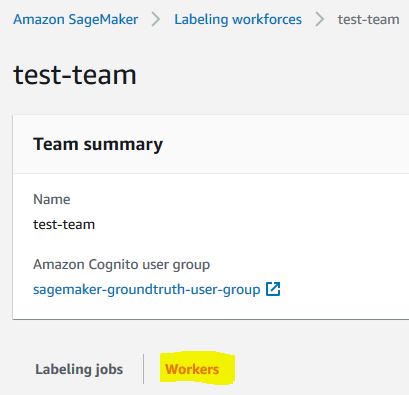 Amazon SageMaker > Labeling workforces > test-team
test-team
Team summary
Name
test-team
Amazon Cognito user group
sagemaker-groundtruth-user-group
Labeling jobs | Workers